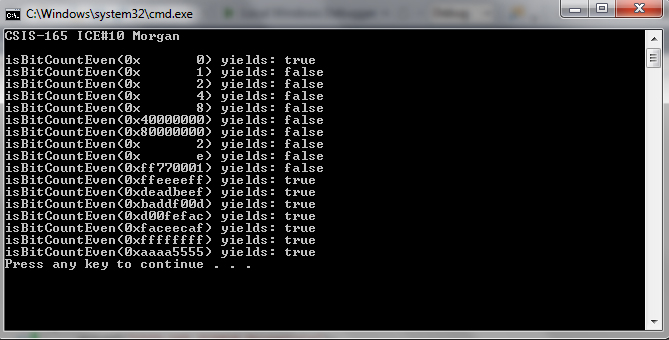 C:\Windows\system32\cmd.exe
CSIS-165 ICE#10 Morgan
isBitCountEven(0x       0) yields: true
isBitCountEven(0x       1) yields: false
isBitCountEven(0x       2) yields: false
isBitCountEven(0x       4) yields: false
isBitCountEven(0x       8) yields: false
isBitCountEven(0x40000000) yields: false
isBitCountEven(0x80000000) yields: false
isBitCountEven(0x       2) yields: false
isBitCountEven(0x       e) yields: false
isBitCountEven(0xff770001) yields: false
isBitCountEven(0xffeeeeff) yields: true
isBitCountEven(0xdeadbeef) yields: true
isBitCountEven(0xbaddf00d) yields: true
isBitCountEven(0xd00fefac) yields: true
isBitCountEven(0xfaceecaf) yields: true
isBitCountEven(0xffffffff) yields: true
isBitCountEven(0xaaaa5555) yields: true
Press any key to continue . . .